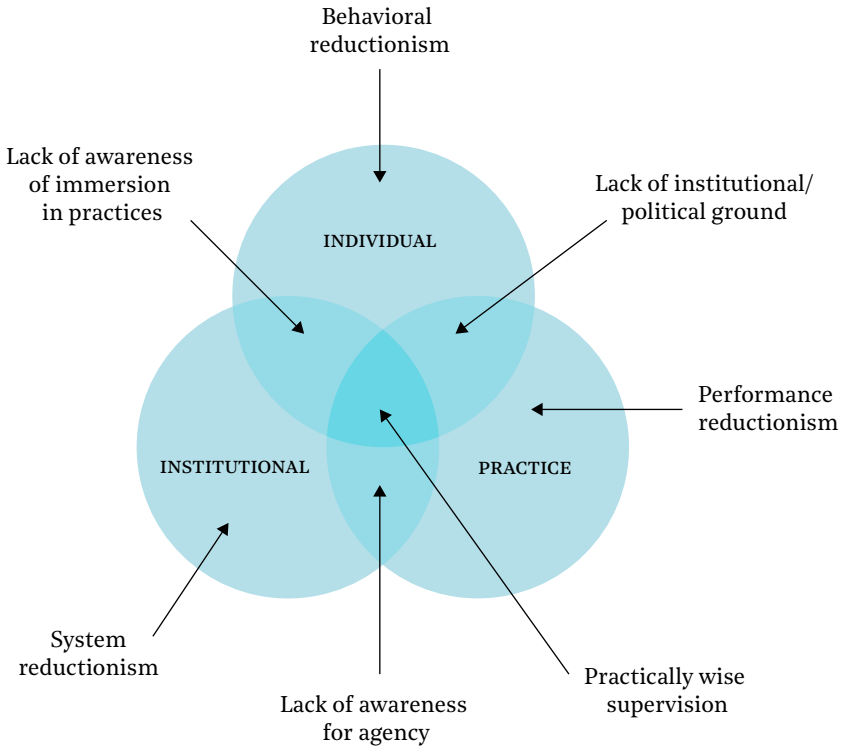 Behavioral
reductionism
Lack of awareness
of immersion
in practices
Lack of institutional/
political ground
INDIVIDUAL
Performance
reductionism
INSTITUTIONAL
PRACTICE
System
reductionism
Lack of awareness
for agency
Practically wise
supervision